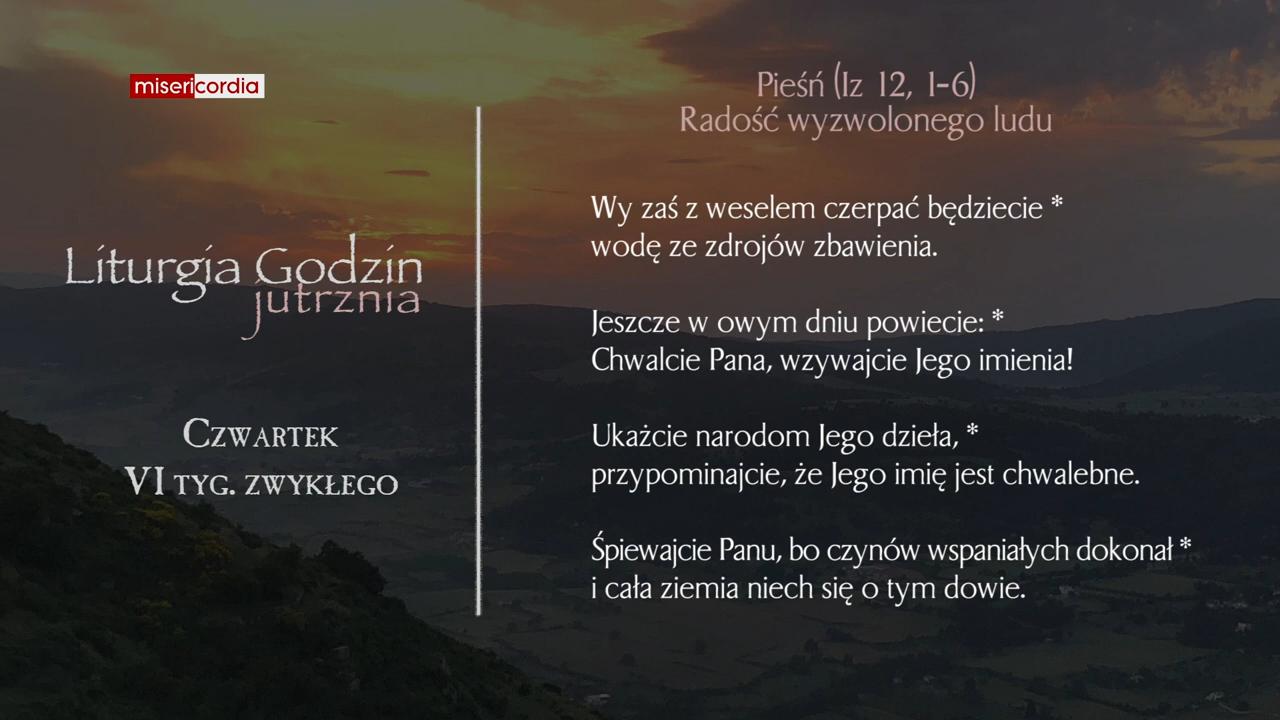 misericordia
Liturgia Godzin
jutrznia
Czwartek
VI tyg. zwykłego
Pieśń (Iz 12, 1-6)
Radość wyzwolonego ludu
Wy zaś z weselem czerpać będziecie *
wodę ze zdrojów zbawienia.
Jeszcze w owym dniu powiecie: *
Chwalcie Pana, wzywajcie Jego imienia!
Ukażcie narodom Jego dzieła, *
przypominajcie, że Jego imię jest chwalebne.
Śpiewajcie Panu, bo czynów wspaniałych dokonał *
i cała ziemia niech się o tym dowie.